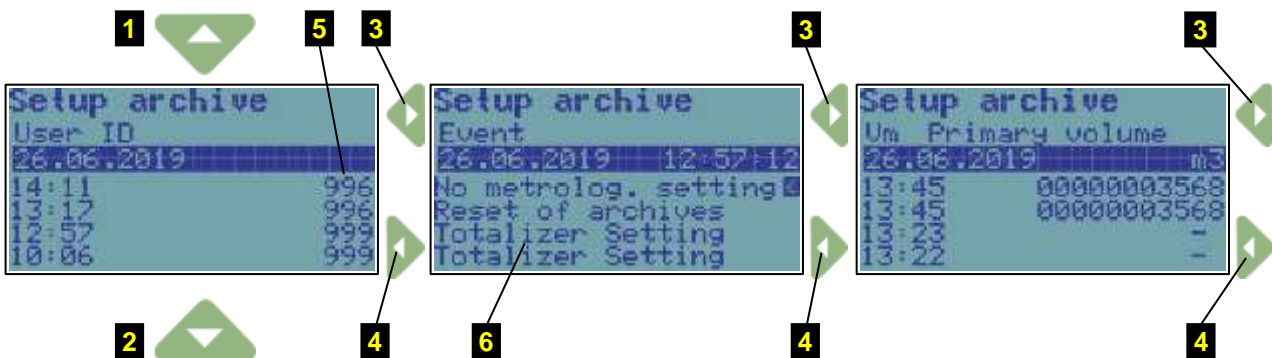 1
5
3
3
3
Setup archive
User ID
26.06.2019
14:11 996
13:17 996
12:57 999
10:06 999
Setup archive
Event
26.06.2019 12:57:12
No metrolog. setting
Reset of archives
Totalizer Setting
Totalizer Setting
Setup archive
Vm Primary volume
26.06.2019 m3
13:45 00000003568
13:45 00000003568
13:23 -
13:22 -
2
4
6
4
4